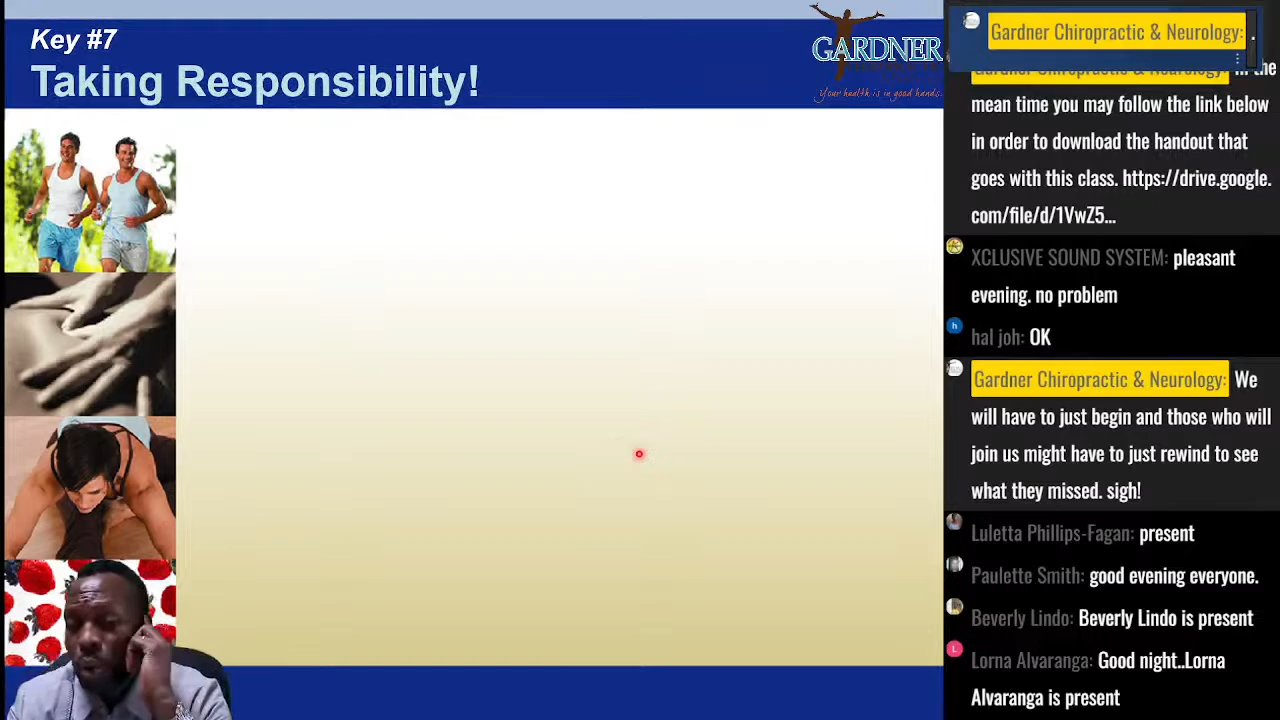 Key #7
Taking Responsibility!
GARDNER
Your health is in good hands.
Gardner Chiropractic & Neurology: .
Gardner Chiropractic & Neurology: In the
mean time you may follow the link below
in order to download the handout that
goes with this class. https://drive.google.
com/file/d/1VwZ5...
XCLUSIVE SOUND SYSTEM: pleasant
evening. no problem
hal joh: OK
Gardner Chiropractic & Neurology: We
will have to just begin and those who will
join us might have to just rewind to see
what they missed. sigh!
Luletta Phillips-Fagan: present
Paulette Smith: good evening everyone.
Beverly Lindo: Beverly Lindo is present
Lorna Alvaranga: Good night..Lorna
Alvaranga is present